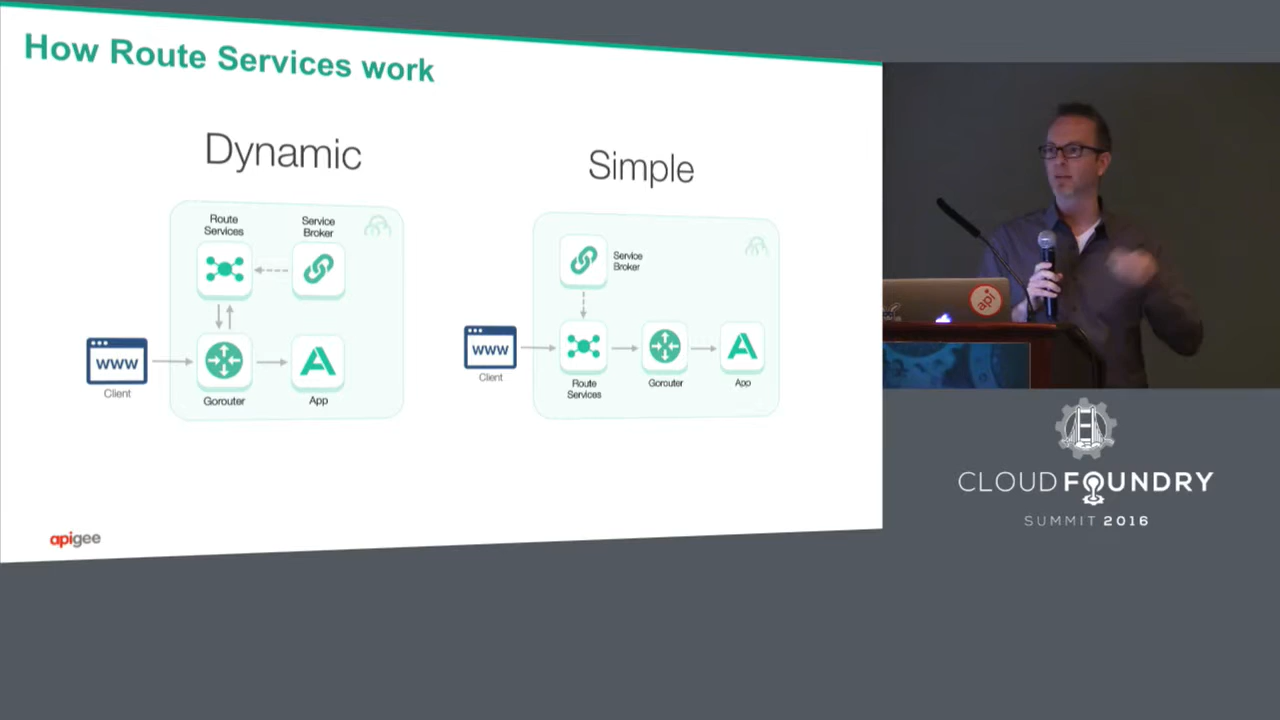 How Route Services work
Dynamic
Route
Services
Service
Broker
www
Client
Gorouter
App
Simple
Service
Broker
www
Client
Route
Services
Gorouter
App
apigee
api
CLOUD FOUNDRY
SUMMIT 2016